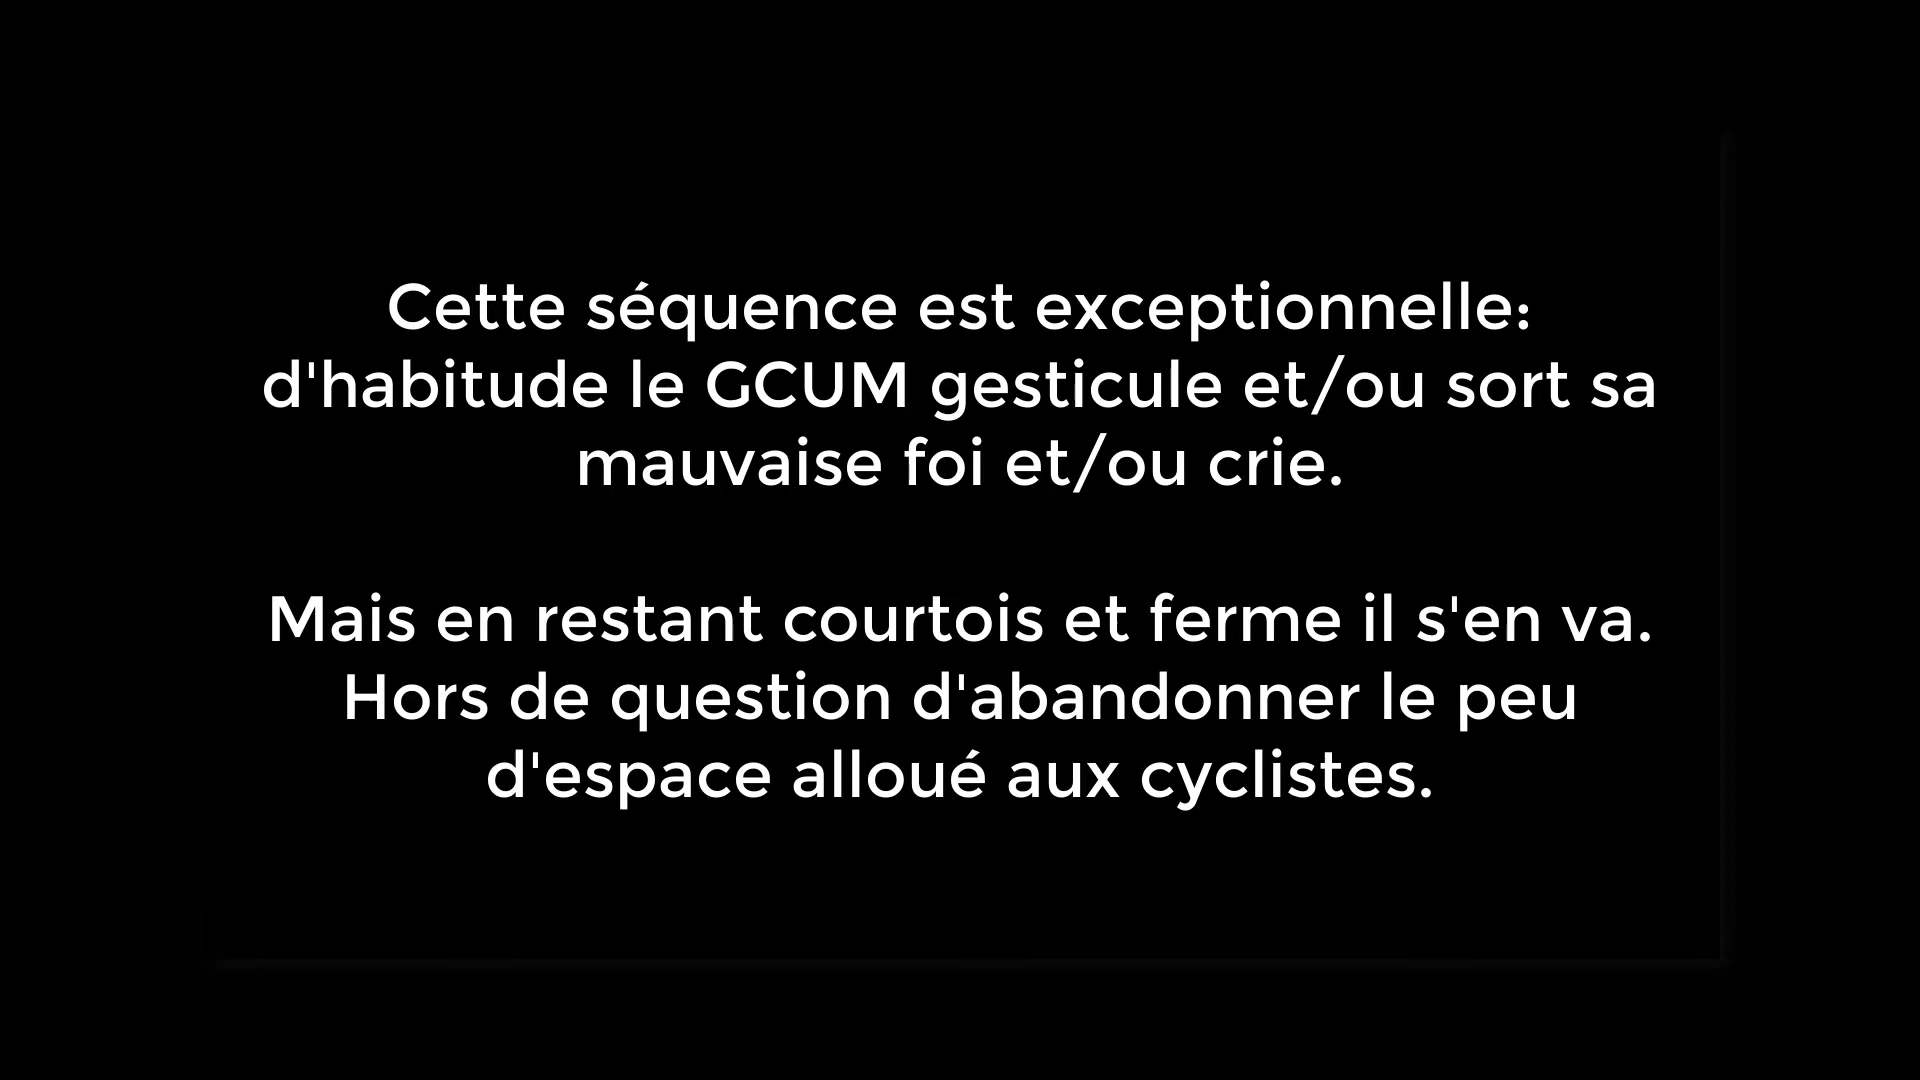 Cette séquence est exceptionnelle:
d'habitude le GCUM gesticule et/ou sort sa
mauvaise foi et/ou crie.
Mais en restant courtois et ferme il s'en va.
Hors de question d'abandonner le peu
d'espace alloué aux cyclistes.